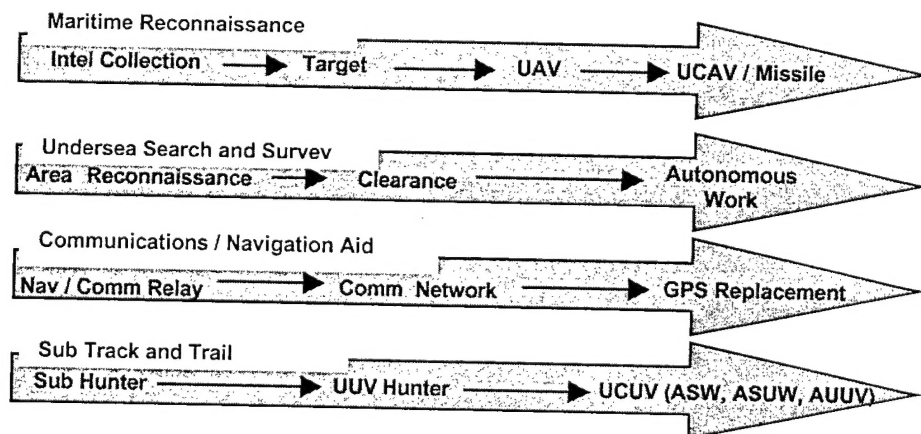 Maritime Reconnaissance
Intel Collection Target UAV UCAV / Missile
Undersea Search and Survey
Area Reconnaissance Clearance Autonomous
Work
Communications / Navigation Aid
Nav / Comm Relay Comm Network GPS Replacement
Sub Track and Trail
Sub Hunter UUV Hunter UCUV (ASW, ASUW, AUUV)